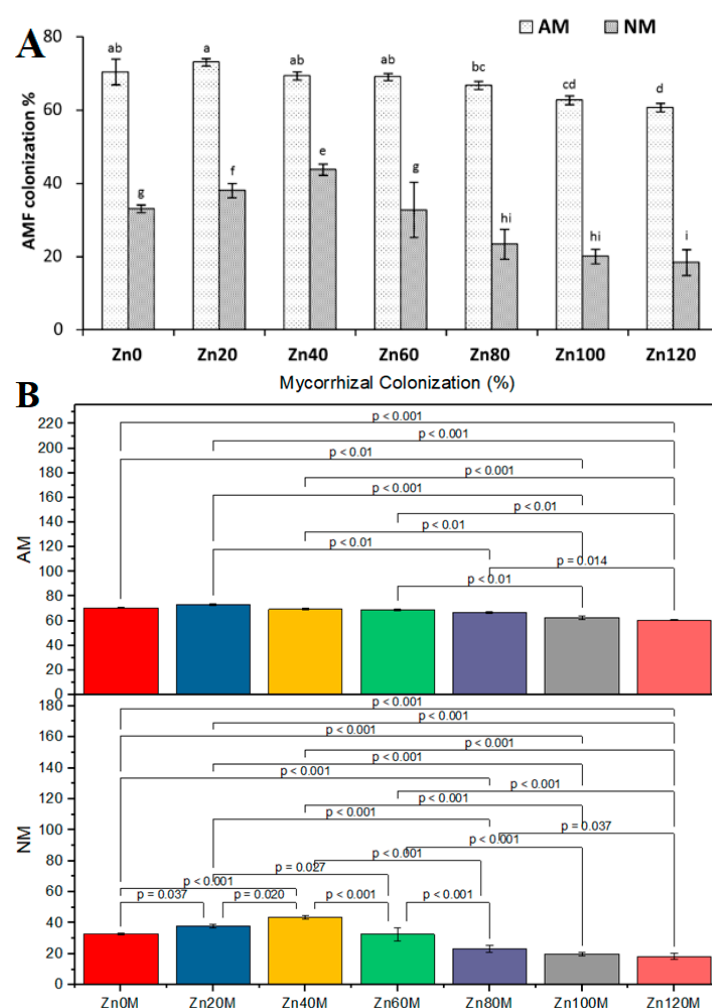 A
AM NM
80
60
40
20
0
AMF colonization %
ab a ab ab bc cd d
g f e g hi hi i
Zn0 Zn20 Zn40 Zn60 Zn80 Zn100 Zn120
Mycorrhizal Colonization (%)
B
AM
220
200
180
160
140
120
100
80
60
40
20
0
p < 0.001
p < 0.001
p < 0.01
p < 0.001
p < 0.001
p < 0.01
p < 0.01
p < 0.01
p = 0.014
p < 0.01
NM
180
160
140
120
100
80
60
40
20
0
p < 0.001
p < 0.001
p < 0.001
p < 0.001
p < 0.001
p < 0.001
p < 0.001
p < 0.001
p < 0.001
p = 0.037
p < 0.001
p < 0.001
p = 0.027
p < 0.001
p = 0.037 p = 0.020 p < 0.001 p < 0.001
Zn0M Zn20M Zn40M Zn60M Zn80M Zn100M Zn120M